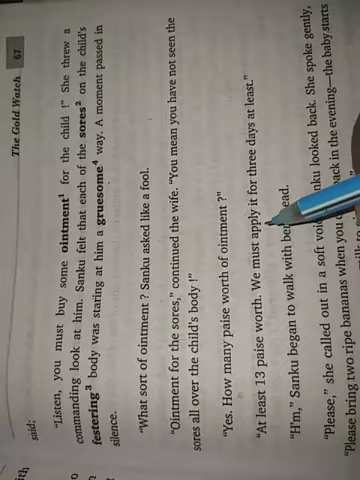 The Gold Watch 67
said:
"Listen, you must buy some ointment¹ for the child !" She threw a
commanding look at him. Sanku felt that each of the sores² on the child's
festering³ body was staring at him a gruesome⁴ way. A moment passed in
silence.
"What sort of ointment ? Sanku asked like a fool.
"Ointment for the sores," continued the wife. "You mean you have not seen the
sores all over the child's body !"
"Yes. How many paise worth of ointment ?"
"At least 13 paise worth. We must apply it for three days at least."
"H'm," Sanku began to walk with ead.
"Please," she called out in a soft nku looked back. She spoke gently,
"Please bring two ripe bananas when you ack in the evening—the baby starts
ith